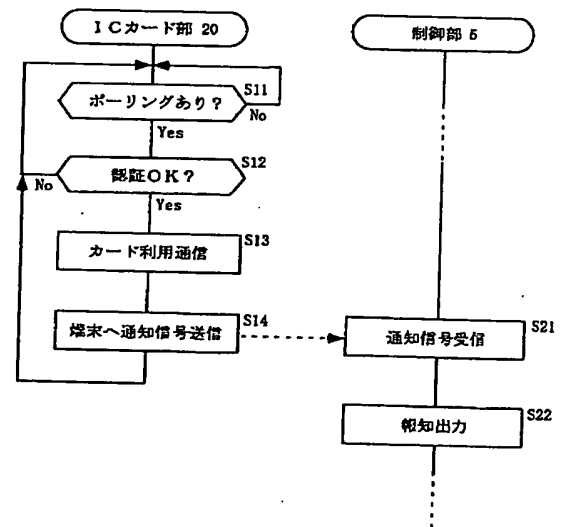 ICカード部 20
制御部 5
ポーリングあり?
S11
No
Yes
認証OK?
S12
No
Yes
カード利用通信
S13
端末へ通知信号送信
S14
通知信号受信
S21
報知出力
S22